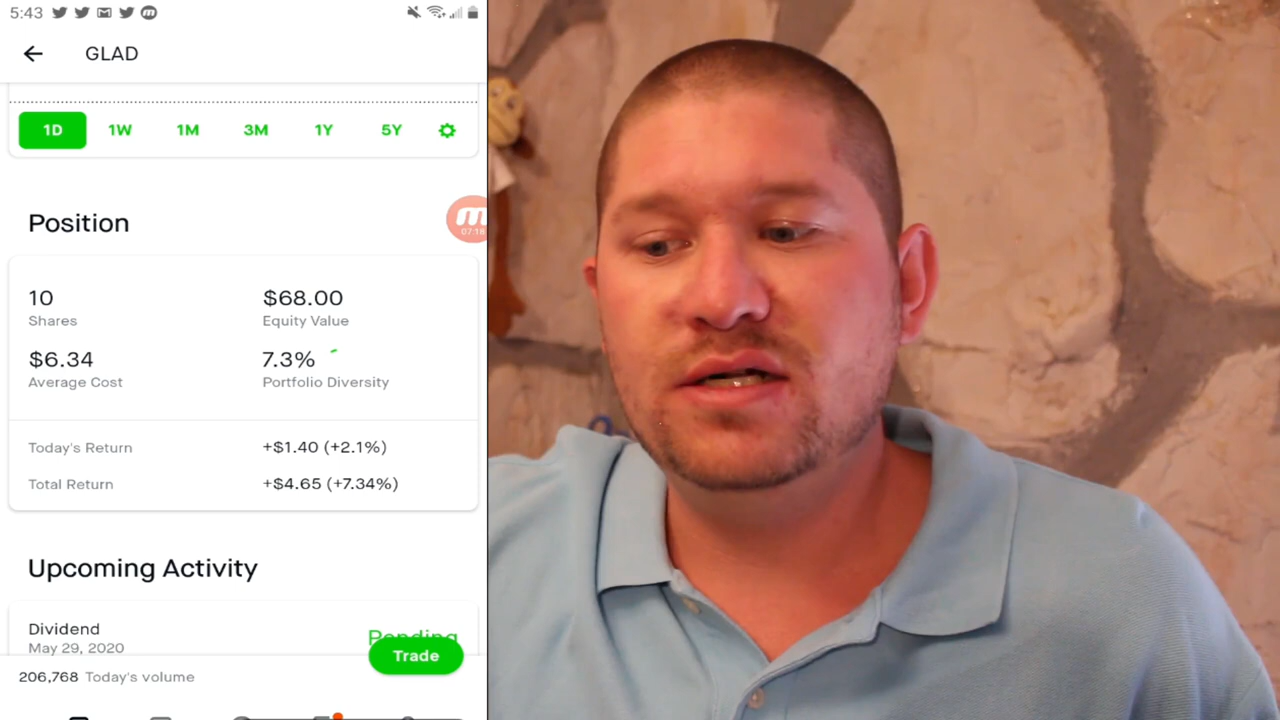 5:43
GLAD
1D 1W 1M 3M 1Y 5Y
Position
07:18
10 $68.00
Shares Equity Value
$6.34 7.3%
Average Cost Portfolio Diversity
Today's Return +$1.40 (+2.1%)
Total Return +$4.65 (+7.34%)
Upcoming Activity
Dividend Pending
May 29, 2020
Trade
206,768 Today's volume